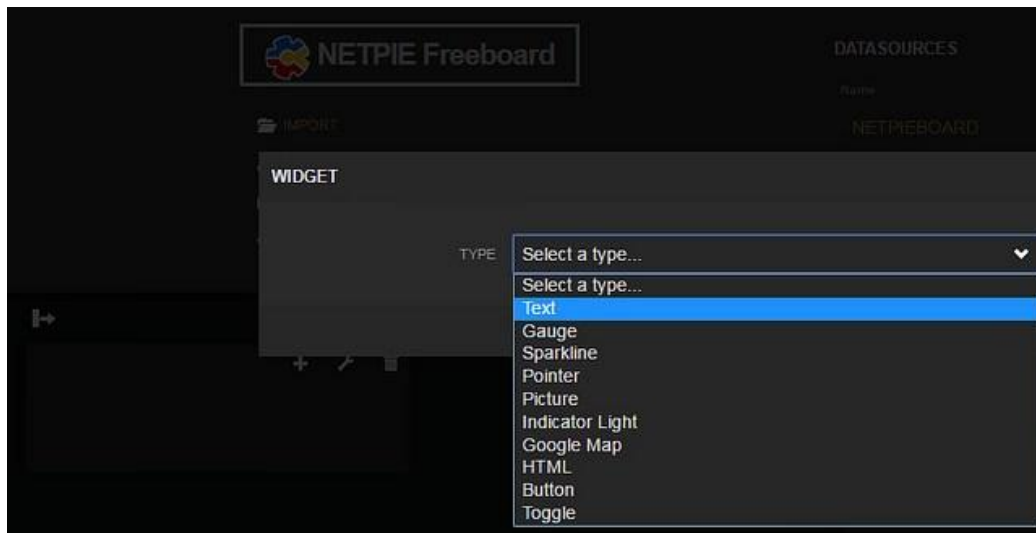 NETPIE Freeboard
DATASOURCES
Name
IMPORT
NETPIEBOARD
WIDGET
TYPE
Select a type...
Select a type...
Text
Gauge
Sparkline
Pointer
Picture
Indicator Light
Google Map
HTML
Button
Toggle